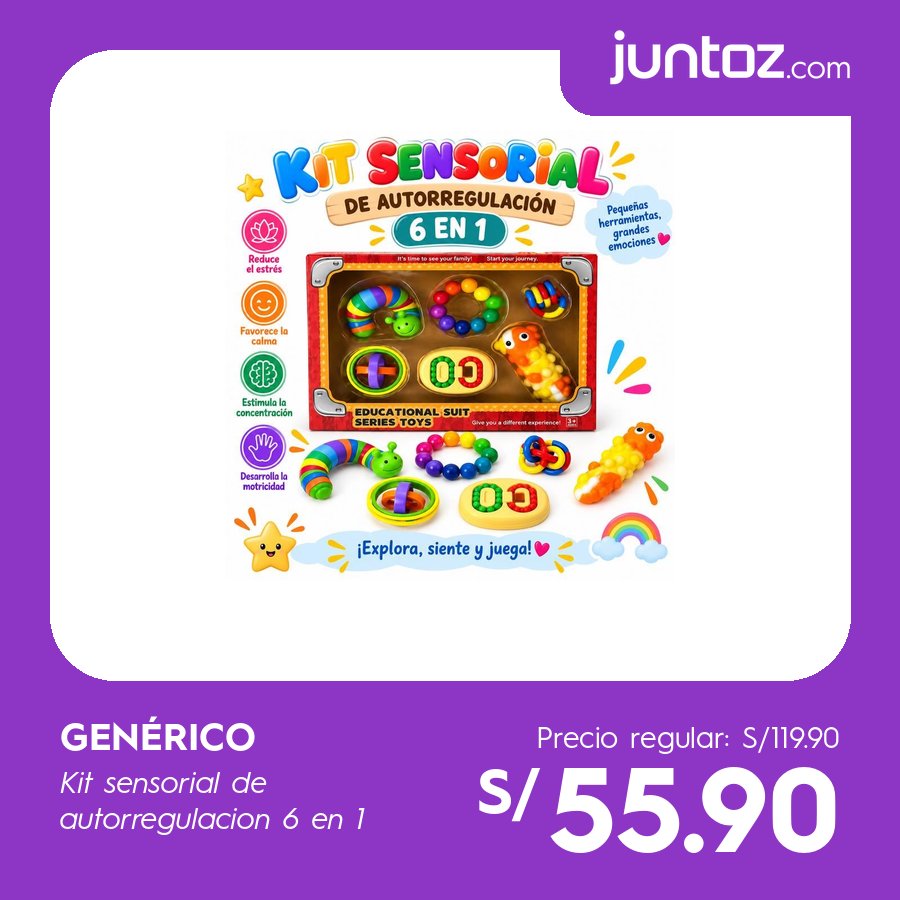 juntoz.com
KIT SENSORIAL
DE AUTORREGULACIÓN
6 EN 1
Pequeñas
herramientas,
grandes
emociones
Reduce
el estrés
Favorece la
calma
Estimula la
concentración
Desarrolla la
motricidad
It's time to see your family! Start your journey.
EDUCATIONAL SUIT
SERIES TOYS
Give you a different experience!
3+
¡Explora, siente y juega!
GENÉRICO
Kit sensorial de
autorregulacion 6 en 1
Precio regular: S/119.90
S/55.90